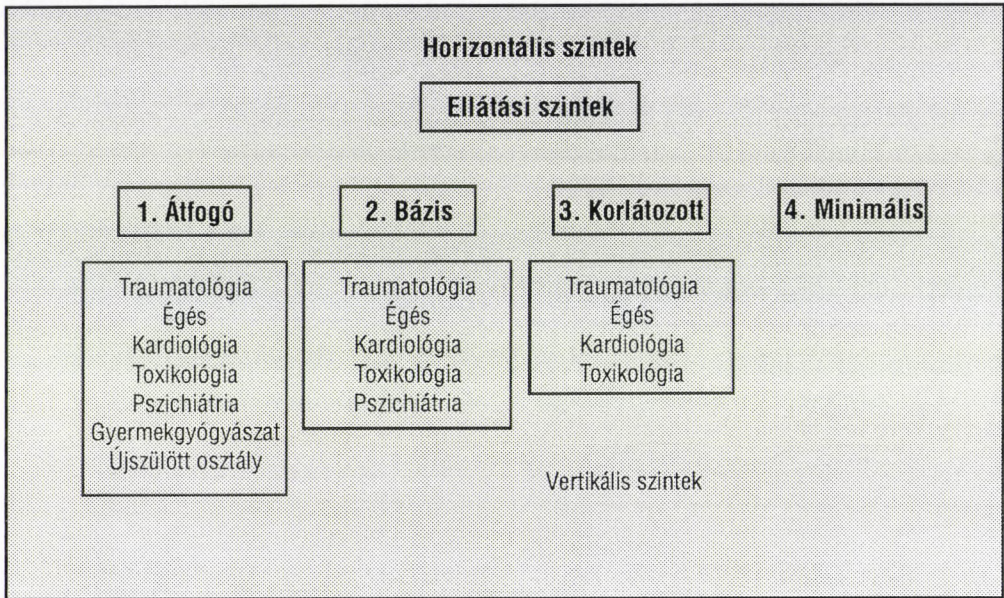 Horizontális szintek
Ellátási szintek
1. Átfogó
Traumatológia
Égés
Kardiológia
Toxikológia
Pszichiátria
Gyermekgyógyászat
Újszülött osztály
2. Bázis
Traumatológia
Égés
Kardiológia
Toxikológia
Pszichiátria
3. Korlátozott
Traumatológia
Égés
Kardiológia
Toxikológia
4. Minimális
Vertikális szintek